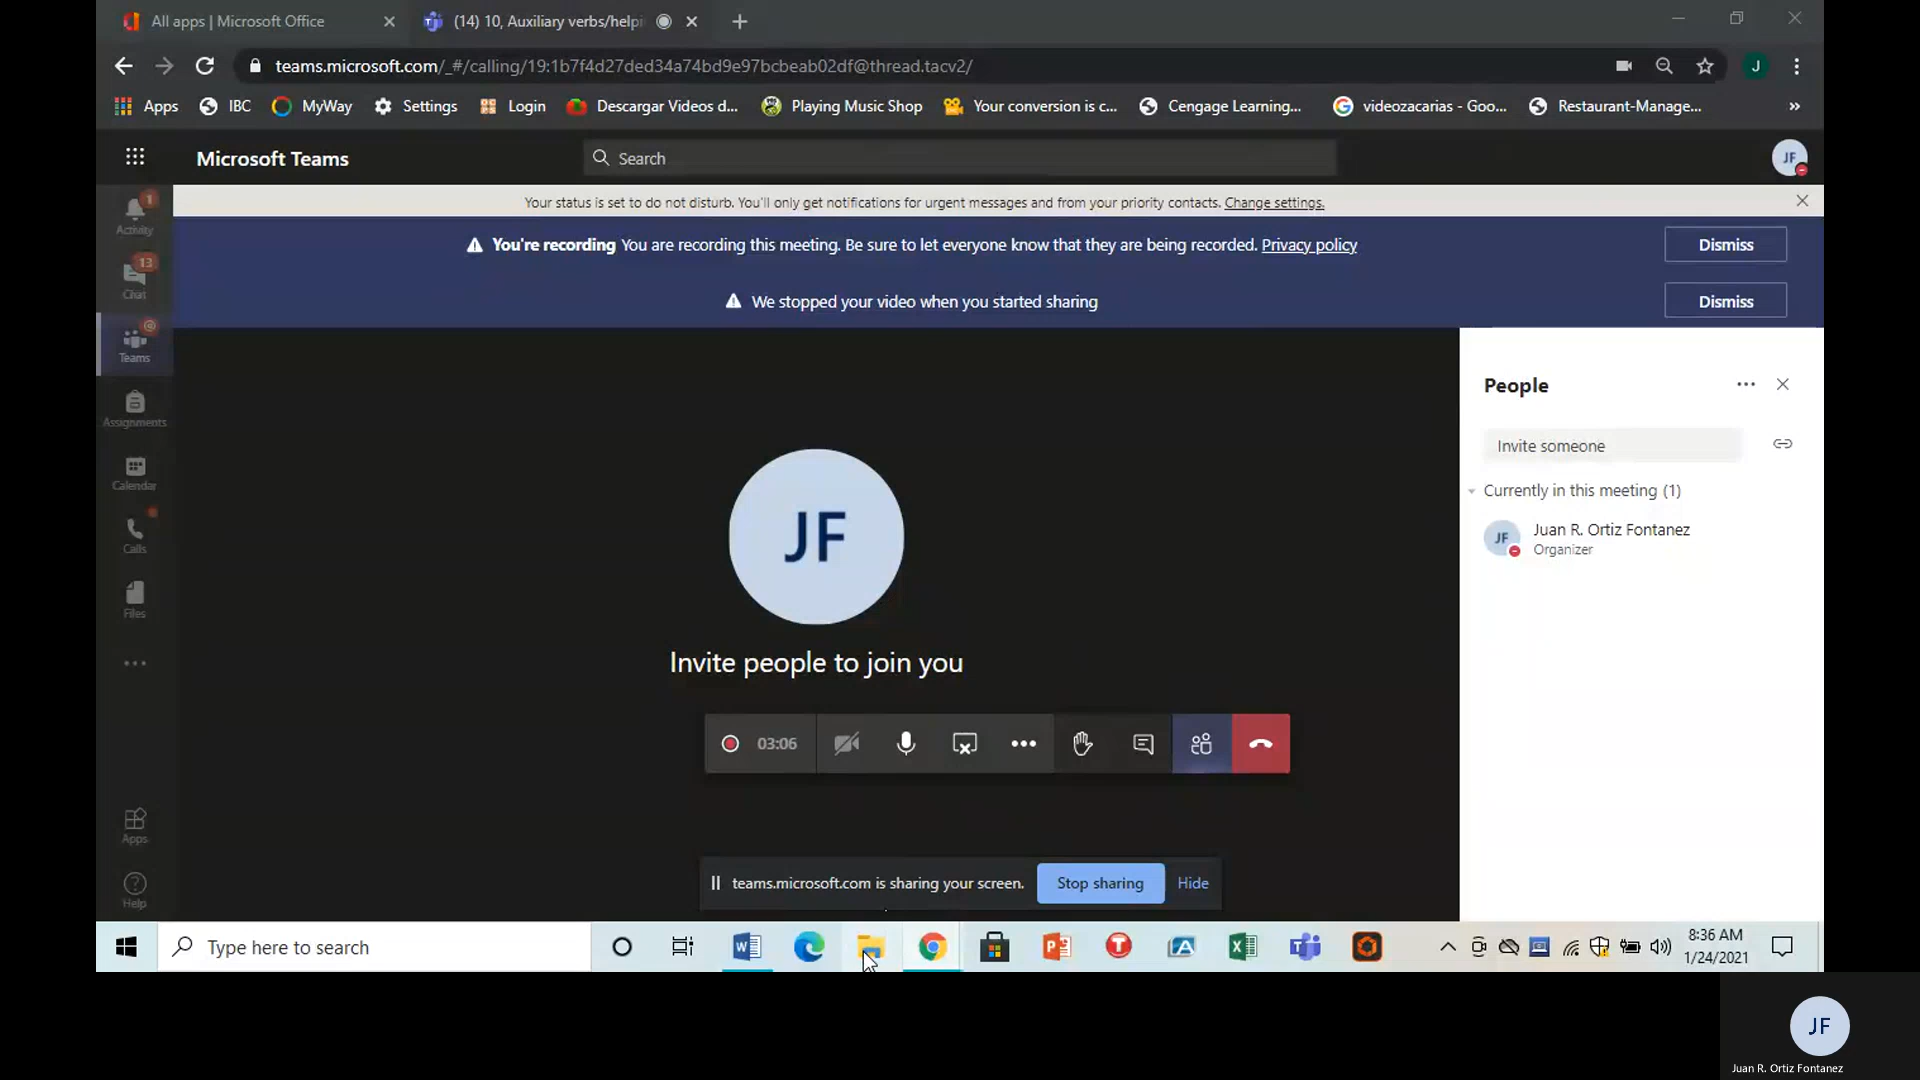 All apps | Microsoft Office
(14) 10, Auxiliary verbs/helpi
teams.microsoft.com/_#/calling/19:1b7f4d27ded34a74bd9e97bcbeab02df@thread.tacv2/
J
Apps
IBC
MyWay
Settings
Login
Descargar Videos d...
Playing Music Shop
Your conversion is c...
Cengage Learning...
videozacarias - Goo...
Restaurant-Manage...
»
Microsoft Teams
Search
JF
Your status is set to do not disturb. You'll only get notifications for urgent messages and from your priority contacts. Change settings.
You're recording You are recording this meeting. Be sure to let everyone know that they are being recorded. Privacy policy
Dismiss
We stopped your video when you started sharing
Dismiss
1
Activity
13
Chat
Teams
Assignments
Calendar
Calls
Files
Apps
Help
JF
Invite people to join you
03:06
People
Invite someone
Currently in this meeting (1)
JF
Juan R. Ortiz Fontanez
Organizer
teams.microsoft.com is sharing your screen.
Stop sharing
Hide
Type here to search
8:36 AM
1/24/2021
JF
Juan R. Ortiz Fontanez